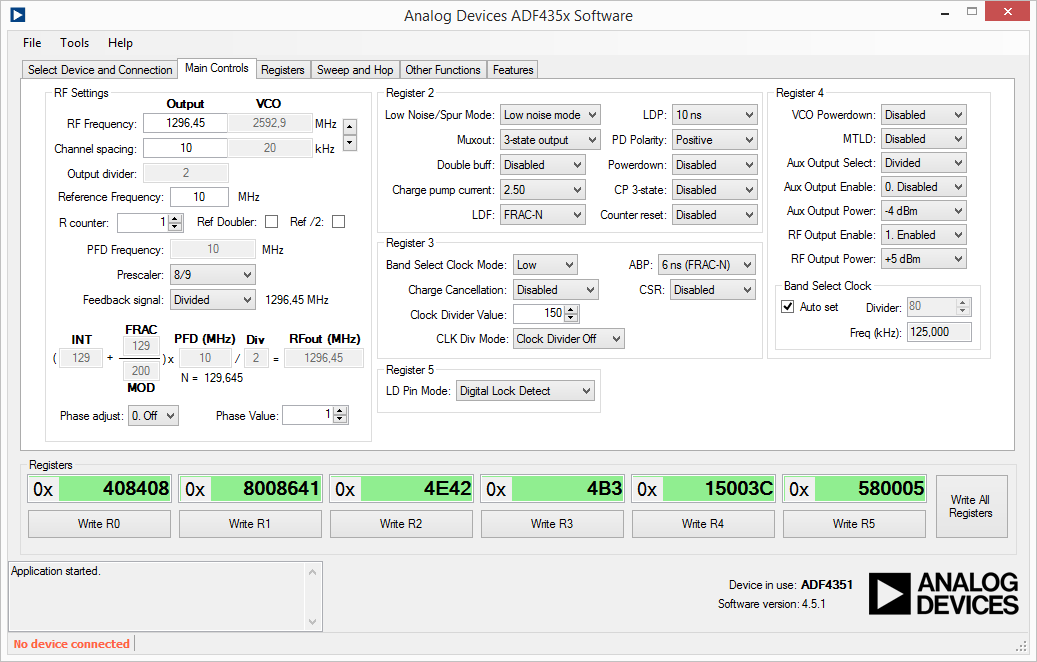 Analog Devices ADF435x Software
File Tools Help
Select Device and Connection Main Controls Registers Sweep and Hop Other Functions Features
RF Settings
Output VCO
RF Frequency: 1296,45 2592,9 MHz
Channel spacing: 10 20 kHz
Output divider: 2
Reference Frequency: 10 MHz
R counter: 1 Ref Doubler: Ref /2:
PFD Frequency: 10 MHz
Prescaler: 8/9
Feedback signal: Divided 1296,45 MHz
INT FRAC PFD (MHz) Div RFout (MHz)
( 129 + 129 / 200 ) x 10 / 2 = 1296,45
MOD
N = 129,645
Phase adjust: 0. Off Phase Value: 1
Register 2
Low Noise/Spur Mode: Low noise mode LDP: 10 ns
Muxout: 3-state output PD Polarity: Positive
Double buff: Disabled Powerdown: Disabled
Charge pump current: 2.50 CP 3-state: Disabled
LDF: FRAC-N Counter reset: Disabled
Register 3
Band Select Clock Mode: Low ABP: 6 ns (FRAC-N)
Charge Cancellation: Disabled CSR: Disabled
Clock Divider Value: 150
CLK Div Mode: Clock Divider Off
Register 5
LD Pin Mode: Digital Lock Detect
Register 4
VCO Powerdown: Disabled
MTLD: Disabled
Aux Output Select: Divided
Aux Output Enable: 0. Disabled
Aux Output Power: -4 dBm
RF Output Enable: 1. Enabled
RF Output Power: +5 dBm
Band Select Clock
Auto set Divider: 80
Freq (kHz): 125,000
Registers
0x 408408 0x 8008641 0x 4E42 0x 4B3 0x 15003C 0x 580005
Write R0 Write R1 Write R2 Write R3 Write R4 Write R5
Write All
Registers
Application started.
Device in use: ADF4351
Software version: 4.5.1
ANALOG
DEVICES
No device connected